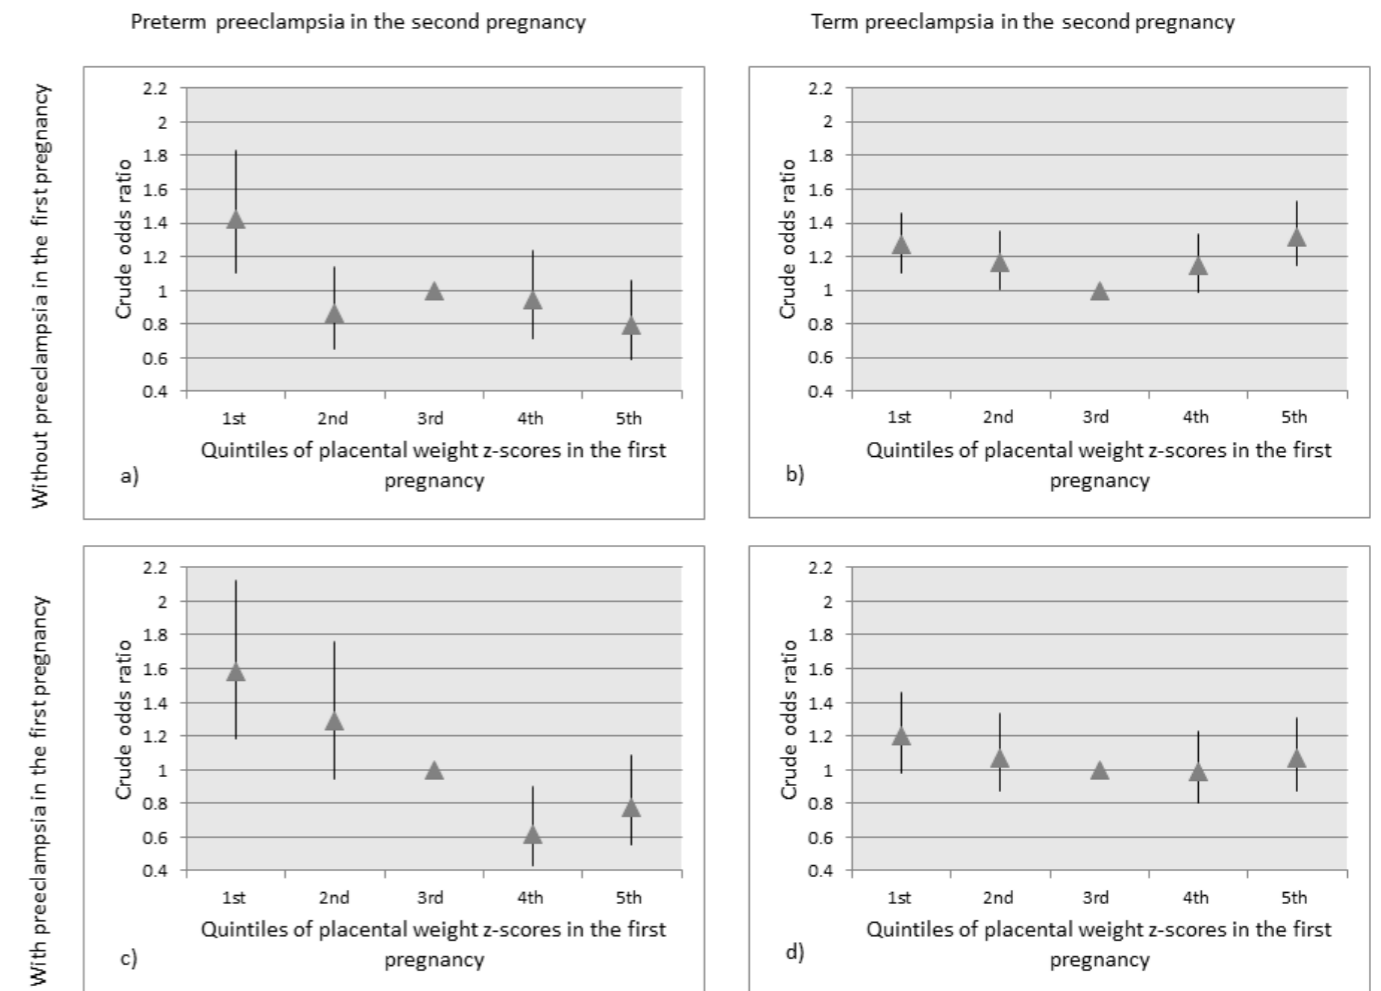 Preterm preeclampsia in the second pregnancy
Term preeclampsia in the second pregnancy
Without preeclampsia in the first pregnancy
2.2
2
1.8
1.6
1.4
1.2
1
0.8
0.6
0.4
Crude odds ratio
1st 2nd 3rd 4th 5th
Quintiles of placental weight z-scores in the first
pregnancy
a)
2.2
2
1.8
1.6
1.4
1.2
1
0.8
0.6
0.4
Crude odds ratio
1st 2nd 3rd 4th 5th
Quintiles of placental weight z-scores in the first
pregnancy
b)
With preeclampsia in the first pregnancy
2.2
2
1.8
1.6
1.4
1.2
1
0.8
0.6
0.4
Crude odds ratio
1st 2nd 3rd 4th 5th
Quintiles of placental weight z-scores in the first
pregnancy
c)
2.2
2
1.8
1.6
1.4
1.2
1
0.8
0.6
0.4
Crude odds ratio
1st 2nd 3rd 4th 5th
Quintiles of placental weight z-scores in the first
pregnancy
d)